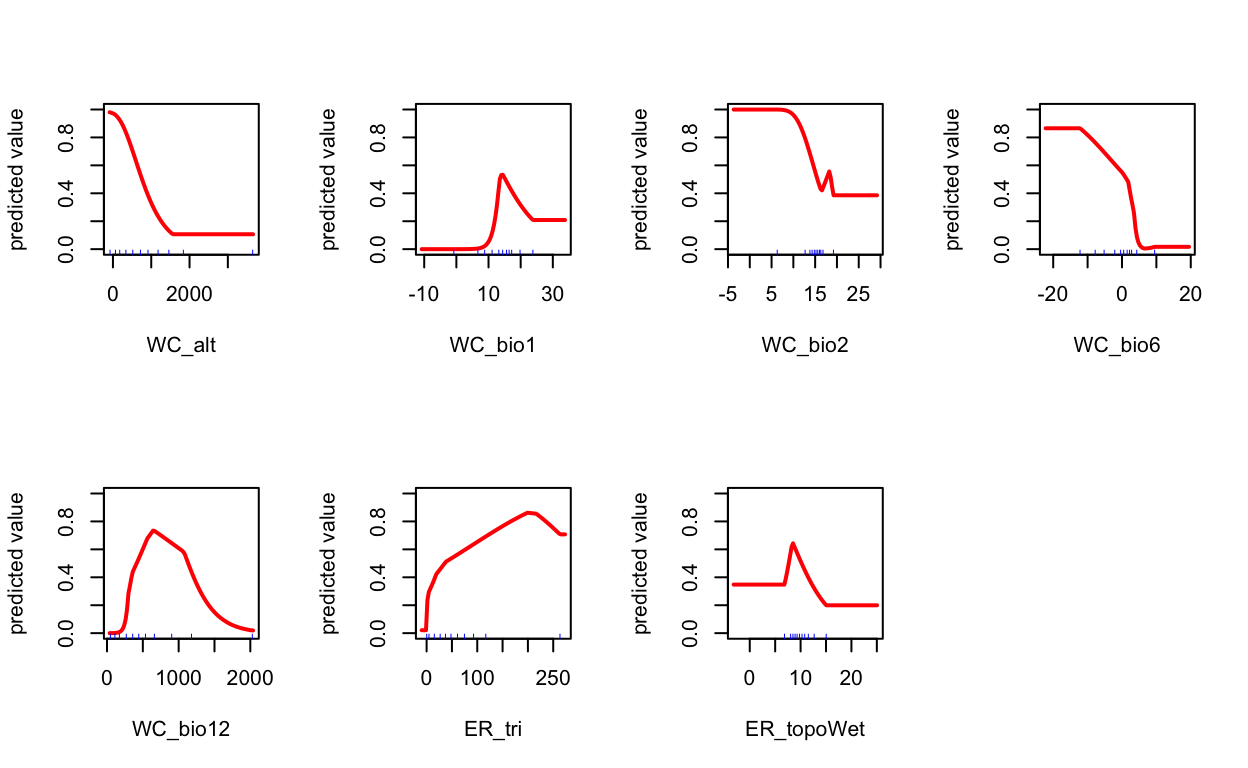 predicted value
0.0 0.4 0.8
0 2000
WC_alt
predicted value
0.0 0.4 0.8
-10 10 30
WC_bio1
predicted value
0.0 0.4 0.8
-5 5 15 25
WC_bio2
predicted value
0.0 0.4 0.8
-20 0 20
WC_bio6
predicted value
0.0 0.4 0.8
0 1000 2000
WC_bio12
predicted value
0.0 0.4 0.8
0 100 250
ER_tri
predicted value
0.0 0.4 0.8
0 10 20
ER_topoWet